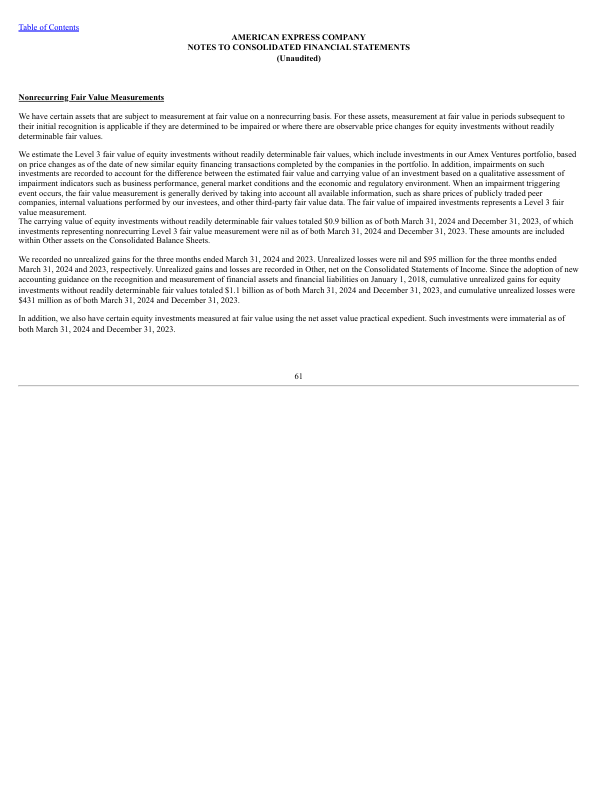 Table of Contents
AMERICAN EXPRESS COMPANY
NOTES TO CONSOLIDATED FINANCIAL STATEMENTS
(Unaudited)
Nonrecurring Fair Value Measurements
We have certain assets that are subject to measurement at fair value on a nonrecurring basis. For these assets, measurement at fair value in periods subsequent to
their initial recognition is applicable if they are determined to be impaired or where there are observable price changes for equity investments without readily
determinable fair values.
We estimate the Level 3 fair value of equity investments without readily determinable fair values, which include investments in our Amex Ventures portfolio, based
on price changes as of the date of new similar equity financing transactions completed by the companies in the portfolio. In addition, impairments on such
investments are recorded to account for the difference between the estimated fair value and carrying value of an investment based on a qualitative assessment of
impairment indicators such as business performance, general market conditions and the economic and regulatory environment. When an impairment triggering
event occurs, the fair value measurement is generally derived by taking into account all available information, such as share prices of publicly traded peer
companies, internal valuations performed by our investees, and other third-party fair value data. The fair value of impaired investments represents a Level 3 fair
value measurement.
The carrying value of equity investments without readily determinable fair values totaled $0.9 billion as of both March 31, 2024 and December 31, 2023, of which
investments representing nonrecurring Level 3 fair value measurement were nil as of both March 31, 2024 and December 31, 2023. These amounts are included
within Other assets on the Consolidated Balance Sheets.
We recorded no unrealized gains for the three months ended March 31, 2024 and 2023. Unrealized losses were nil and $95 million for the three months ended
March 31, 2024 and 2023, respectively. Unrealized gains and losses are recorded in Other, net on the Consolidated Statements of Income. Since the adoption of new
accounting guidance on the recognition and measurement of financial assets and financial liabilities on January 1, 2018, cumulative unrealized gains for equity
investments without readily determinable fair values totaled $1.1 billion as of both March 31, 2024 and December 31, 2023, and cumulative unrealized losses were
$431 million as of both March 31, 2024 and December 31, 2023.
In addition, we also have certain equity investments measured at fair value using the net asset value practical expedient. Such investments were immaterial as of
both March 31, 2024 and December 31, 2023.
61